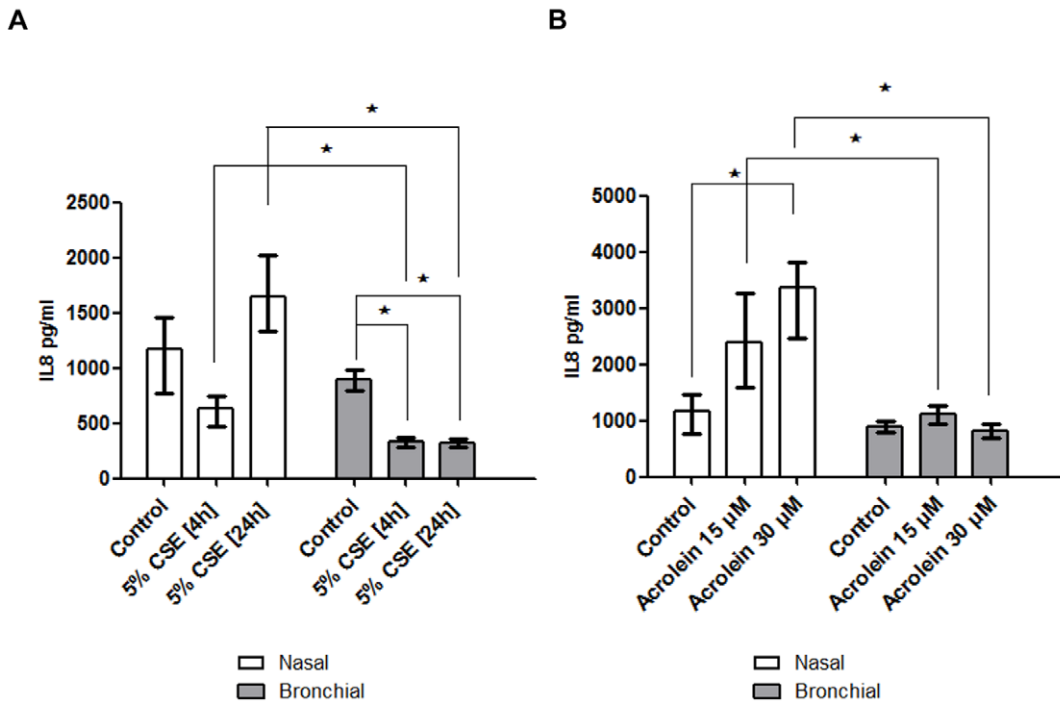 A
IL8 pg/ml
2500
2000
1500
1000
500
0
★
★
★
★
Control
5% CSE [4h]
5% CSE [24h]
Control
5% CSE [4h]
5% CSE [24h]
Nasal
Bronchial
B
IL8 pg/ml
5000
4000
3000
2000
1000
0
★
★
★
Control
Acrolein 15 µM
Acrolein 30 µM
Control
Acrolein 15 µM
Acrolein 30 µM
Nasal
Bronchial